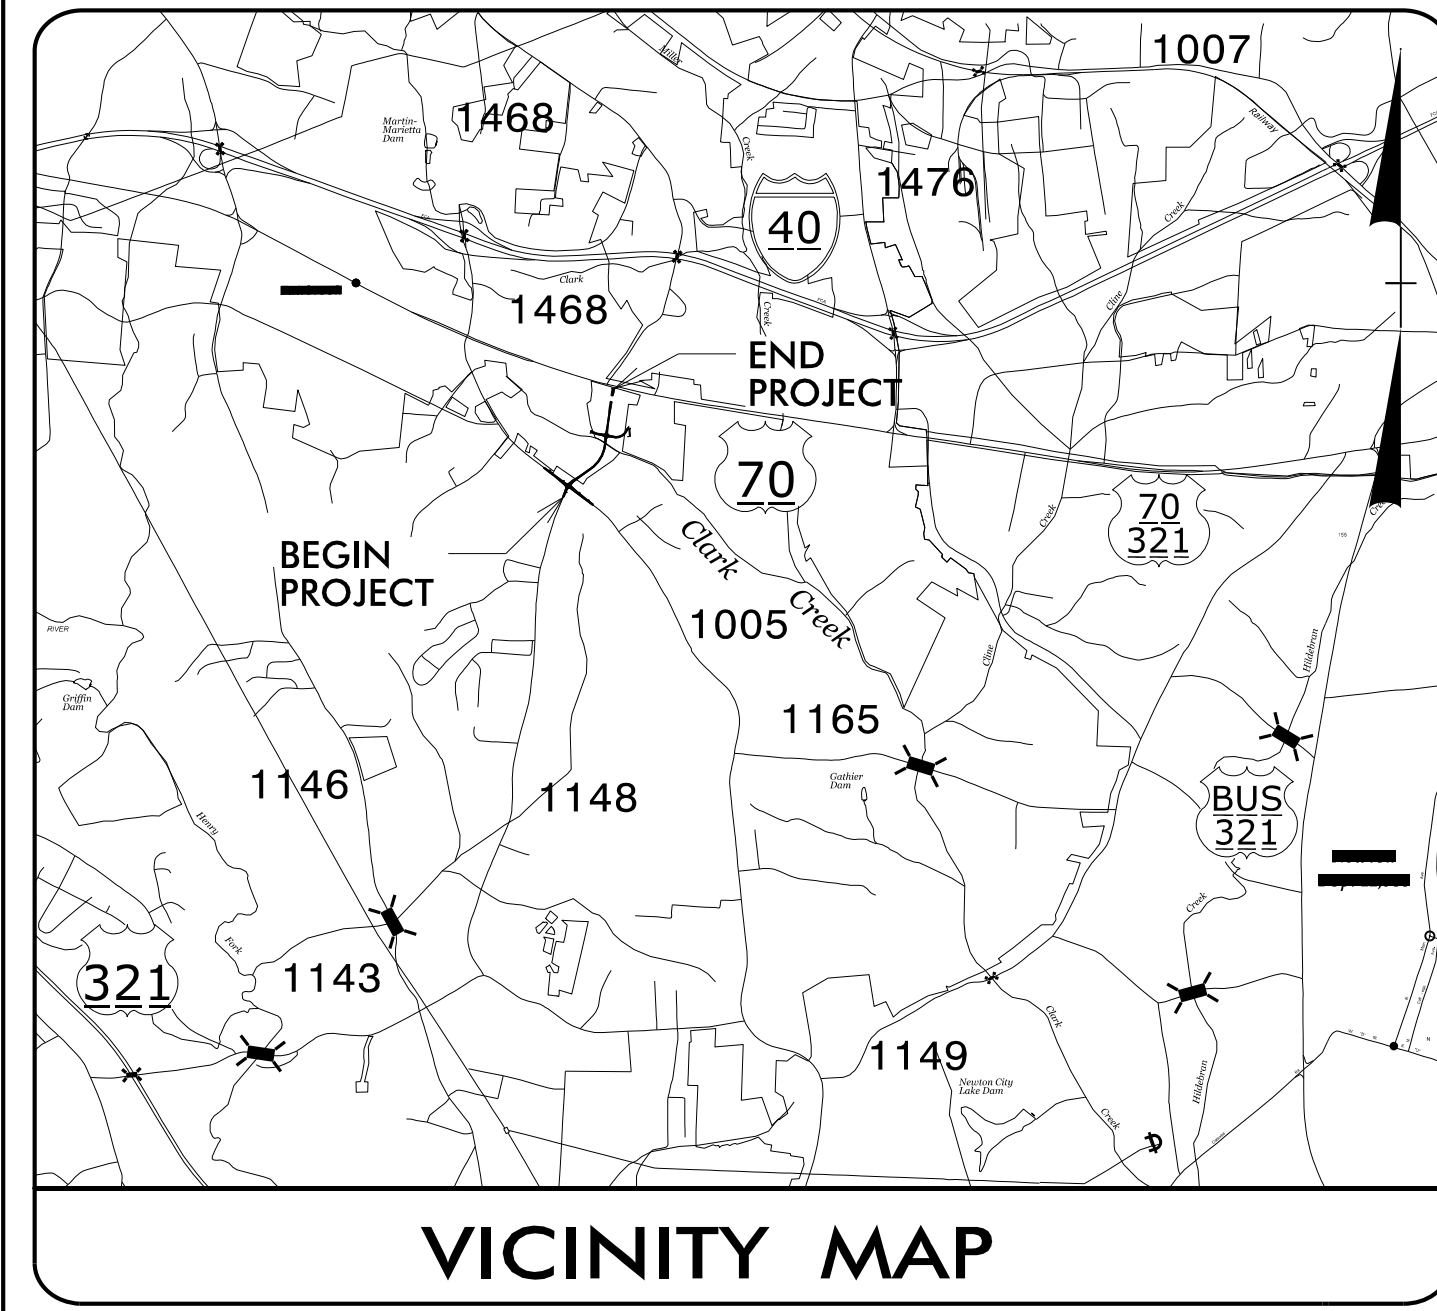 1007
Miller
1468
Martin-
Marietta
Dam
Railway
Creek
1476
40
Creek
Clark
1468
Creek
Cline
END
PROJECT
70
70
321
Creek
Clark
Creek
BEGIN
PROJECT
1005
RIVER
Hildebran
Cline
Griffin
Dam
1165
1146
1148
Gathier
Dam
BUS
321
Henry
Creek
Fork
321
1143
Clark
1149
Newton City
Lake Dam
Hildebran
Creek
VICINITY MAP